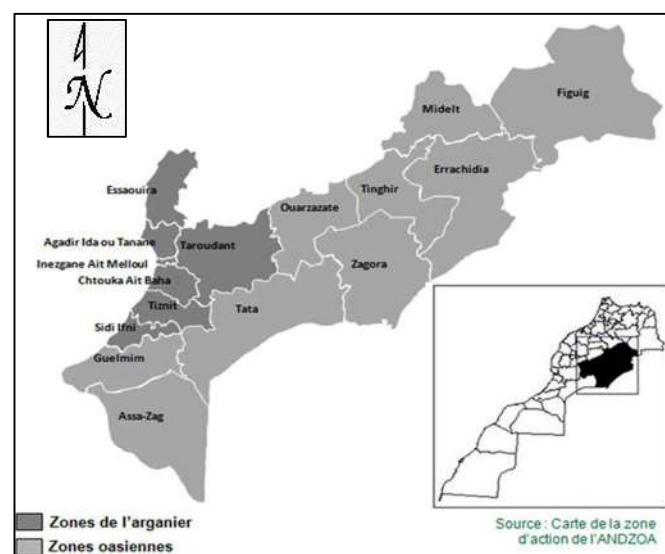 N
Figuig
Midelt
Errachidia
Tinghir
Essaouira
Ouarzazate
Agadir Ida ou Tanane
Taroudant
Inezgane Ait Melloul
Zagora
Chtouka Ait Baha
Tiznit
Tata
Sidi Ifni
Guelmim
Assa-Zag
Zones de l'arganier
Zones oasiennes
Source : Carte de la zone
d'action de l'ANDZOA